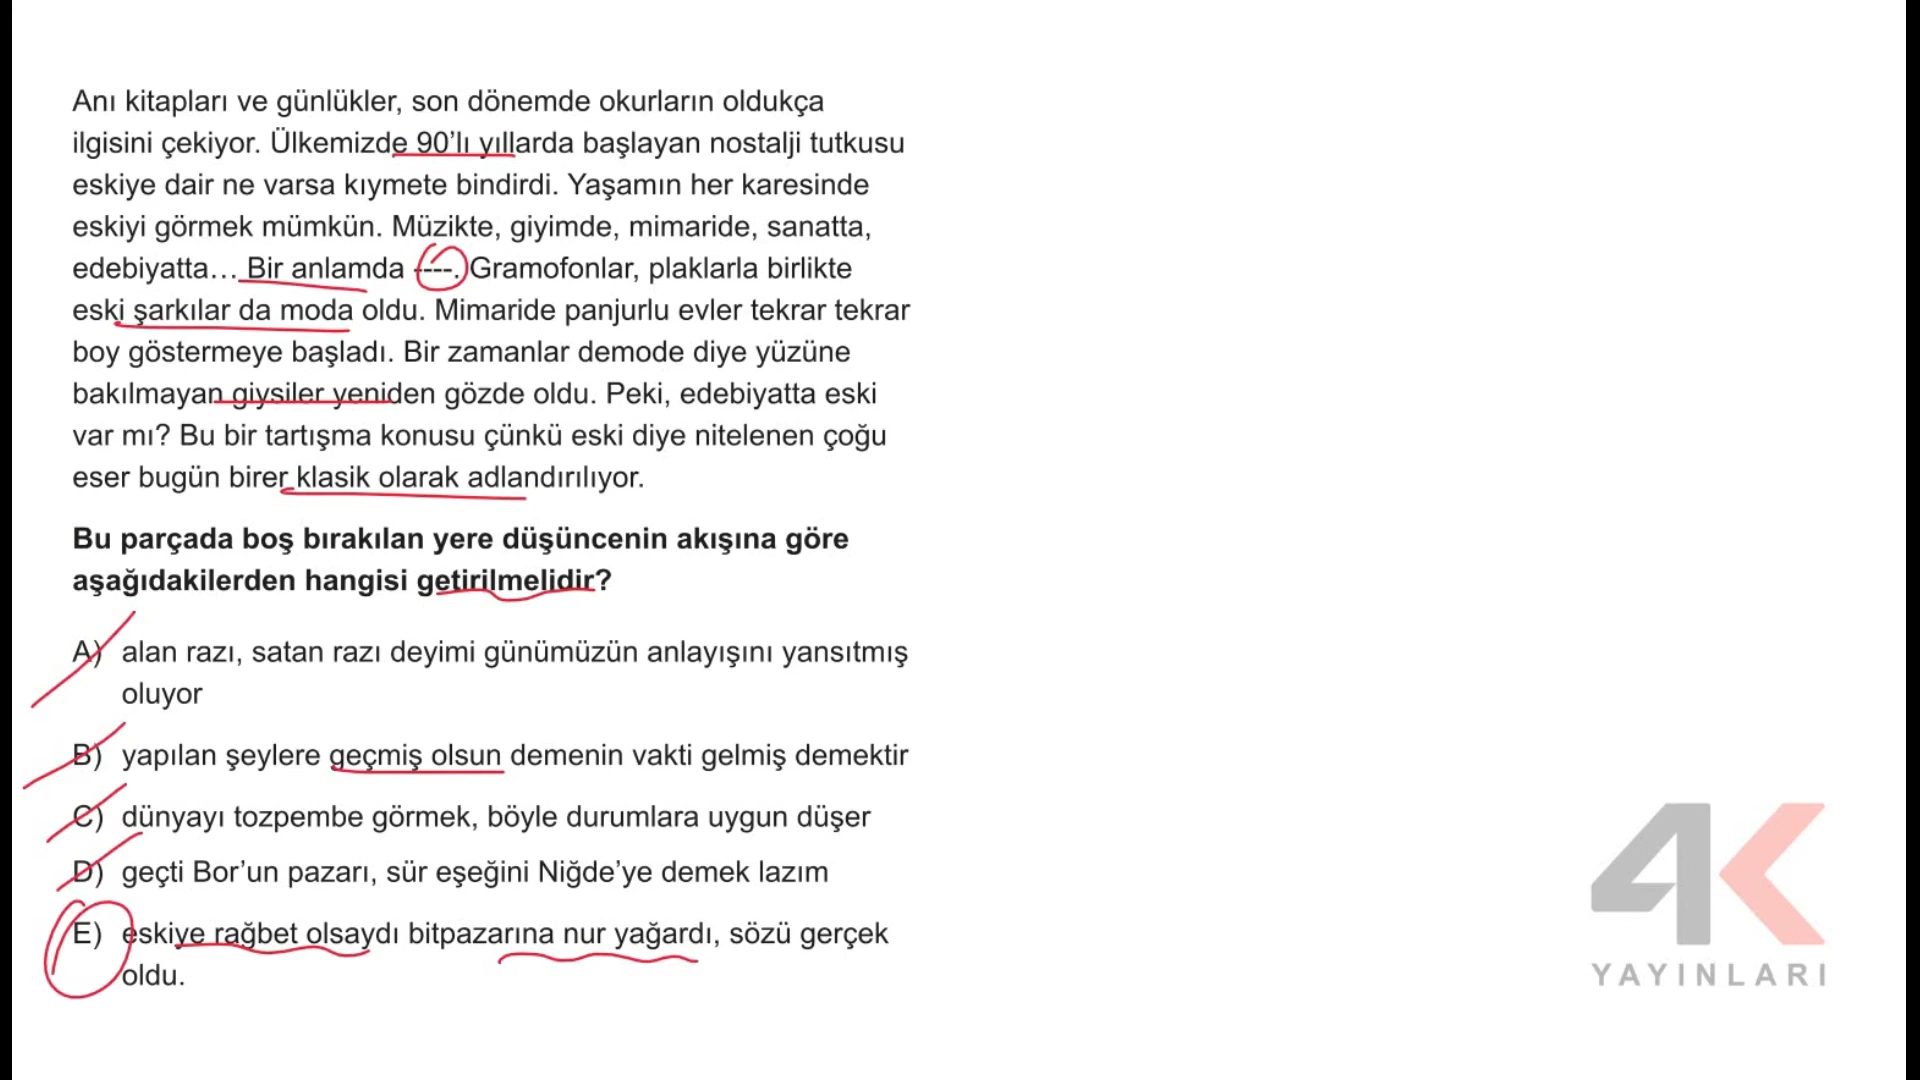 Anı kitapları ve günlükler, son dönemde okurların oldukça
ilgisini çekiyor. Ülkemizde 90’lı yıllarda başlayan nostalji tutkusu
eskiye dair ne varsa kıymete bindirdi. Yaşamın her karesinde
eskiyi görmek mümkün. Müzikte, giyimde, mimaride, sanatta,
edebiyatta… Bir anlamda ----. Gramofonlar, plaklarla birlikte
eski şarkılar da moda oldu. Mimaride panjurlu evler tekrar tekrar
boy göstermeye başladı. Bir zamanlar demode diye yüzüne
bakılmayan giysiler yeniden gözde oldu. Peki, edebiyatta eski
var mı? Bu bir tartışma konusu çünkü eski diye nitelenen çoğu
eser bugün birer klasik olarak adlandırılıyor.
Bu parçada boş bırakılan yere düşüncenin akışına göre
aşağıdakilerden hangisi getirilmelidir?
A) alan razı, satan razı deyimi günümüzün anlayışını yansıtmış
oluyor
B) yapılan şeylere geçmiş olsun demenin vakti gelmiş demektir
C) dünyayı tozpembe görmek, böyle durumlara uygun düşer
D) geçti Bor’un pazarı, sür eşeğini Niğde’ye demek lazım
E) eskiye rağbet olsaydı bitpazarına nur yağardı, sözü gerçek
oldu.
4K
YAYINLARI